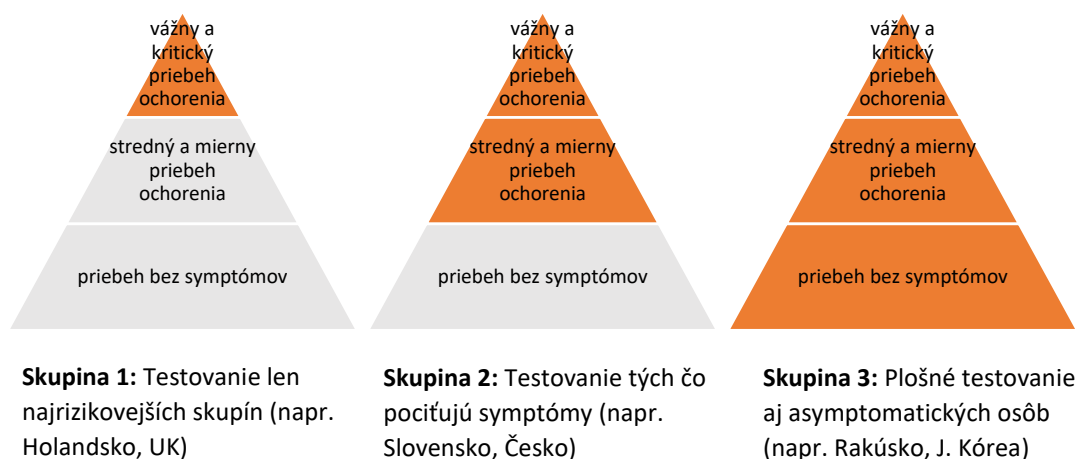 vážny a
kritický
priebeh
ochorenia
stredný a mierny
priebeh
ochorenia
priebeh bez symptómov
Skupina 1: Testovanie len
najrizikovejších skupín (napr.
Holandsko, UK)
vážny a
kritický
priebeh
ochorenia
stredný a mierny
priebeh
ochorenia
priebeh bez symptómov
Skupina 2: Testovanie tých čo
pociťujú symptómy (napr.
Slovensko, Česko)
vážny a
kritický
priebeh
ochorenia
stredný a mierny
priebeh
ochorenia
priebeh bez symptómov
Skupina 3: Plošné testovanie
aj asymptomatických osôb
(napr. Rakúsko, J. Kórea)